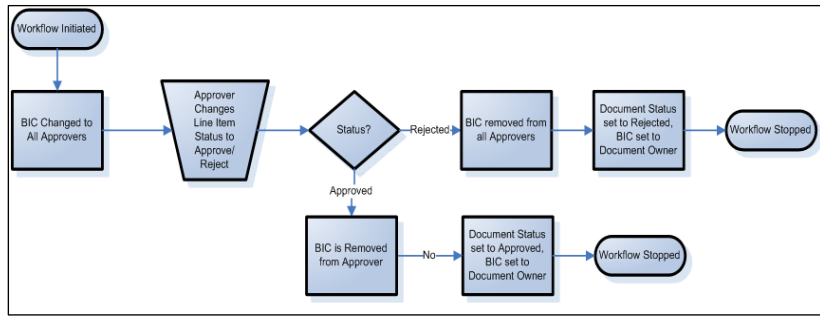 Workflow Initiated
BIC Changed to
All Approvers
Approver
Changes
Line Item
Status to
Approve/
Reject
Status?
Rejected
BIC removed from
all Approvers
Document Status
set to Rejected,
BIC set to
Document Owner
Workflow Stopped
Approved
BIC is Removed
from Approver
No
Document Status
set to Approved,
BIC set to
Document Owner
Workflow Stopped